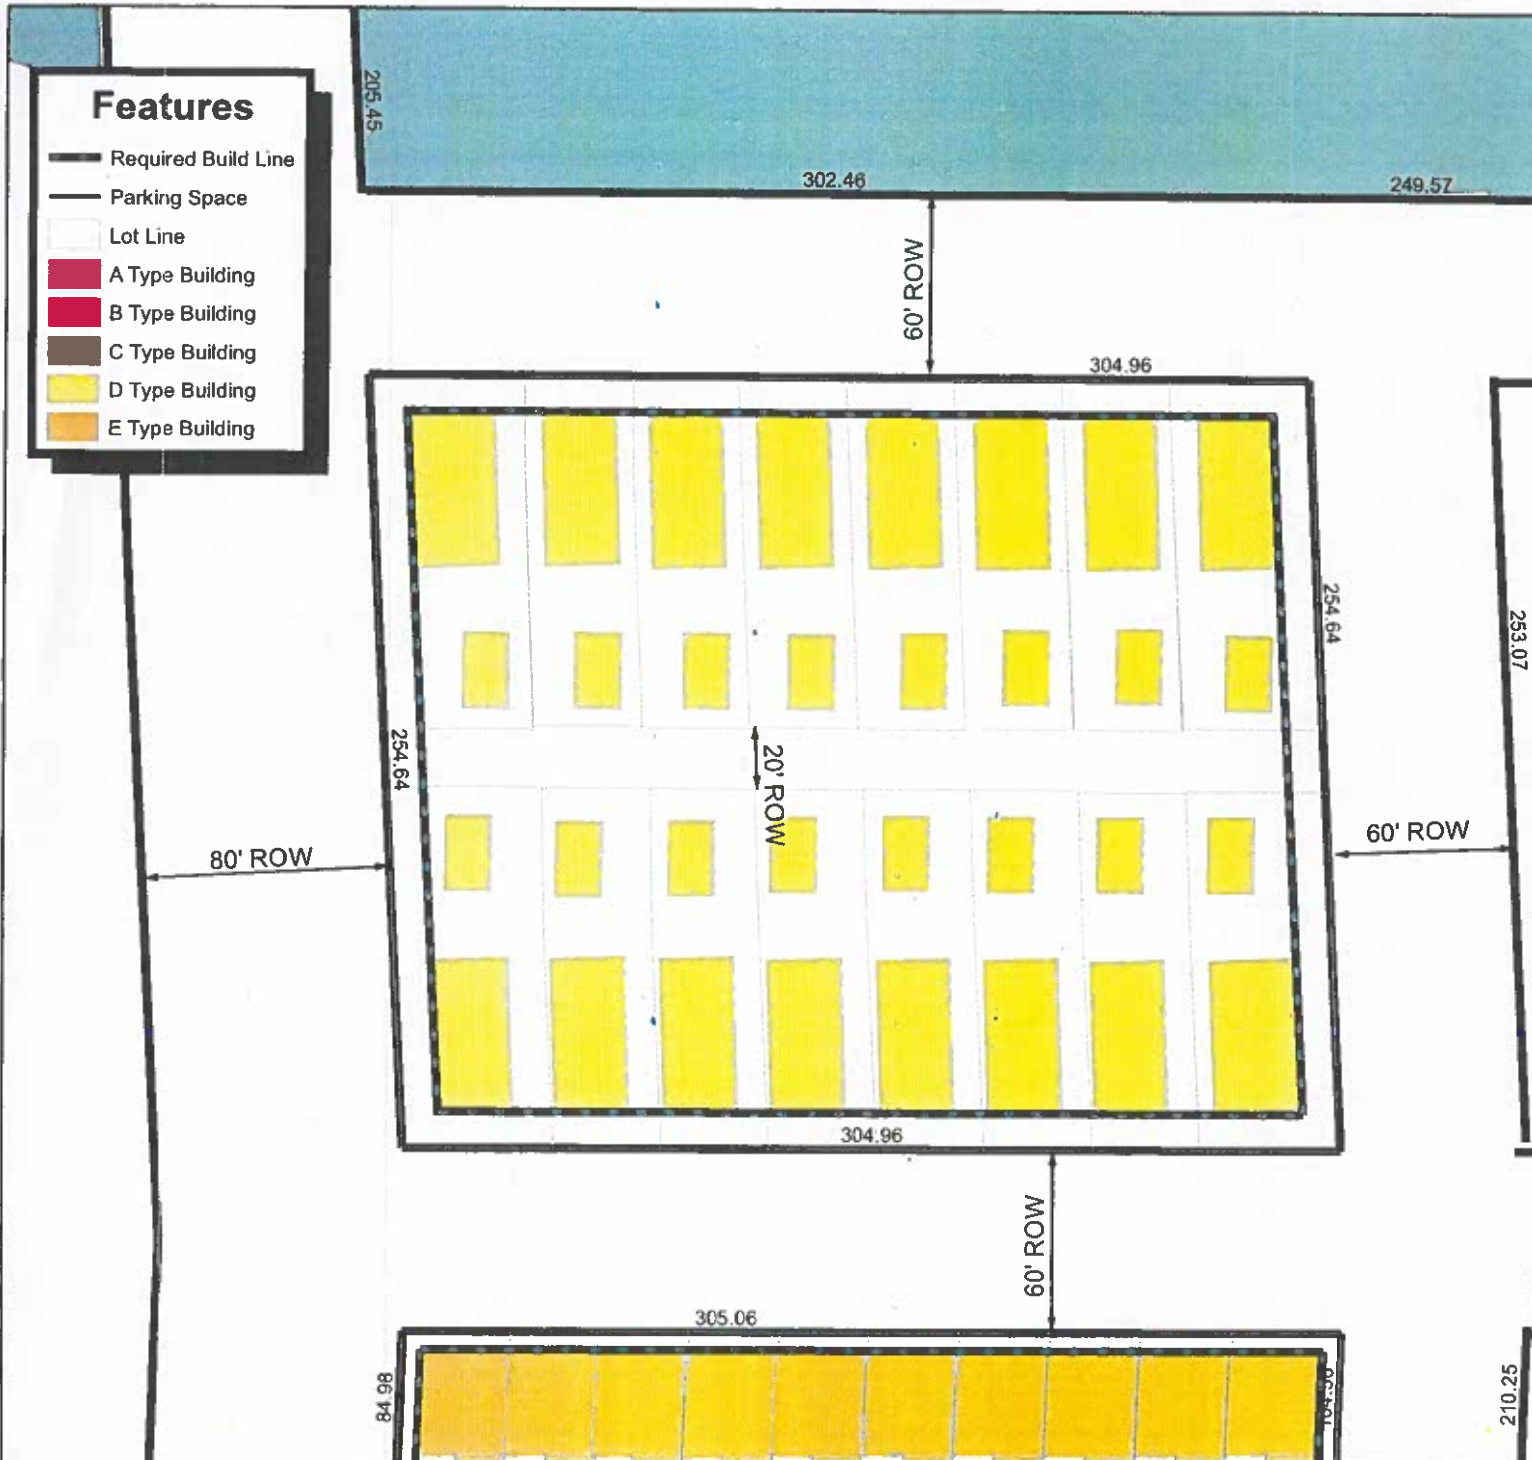 Features
Required Build Line
Parking Space
Lot Line
A Type Building
B Type Building
C Type Building
D Type Building
E Type Building
205.45
302.46
249.57
60' ROW
304.96
254.64
253.07
254.64
20' ROW
80' ROW
60' ROW
304.96
60' ROW
305.06
84.98
210.25